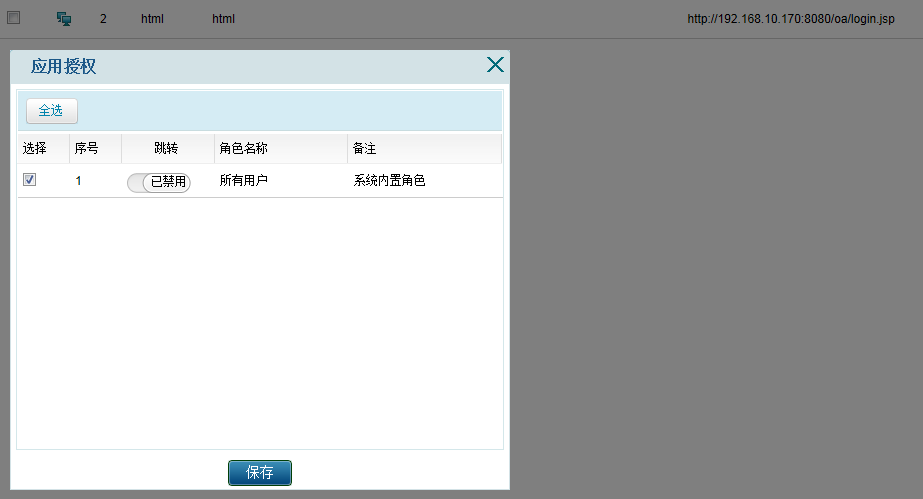 2 html html http://192.168.10.170:8080/oa/login.jsp
应用授权
全选
选择 序号 跳转 角色名称 备注
1 已禁用 所有用户 系统内置角色
保存